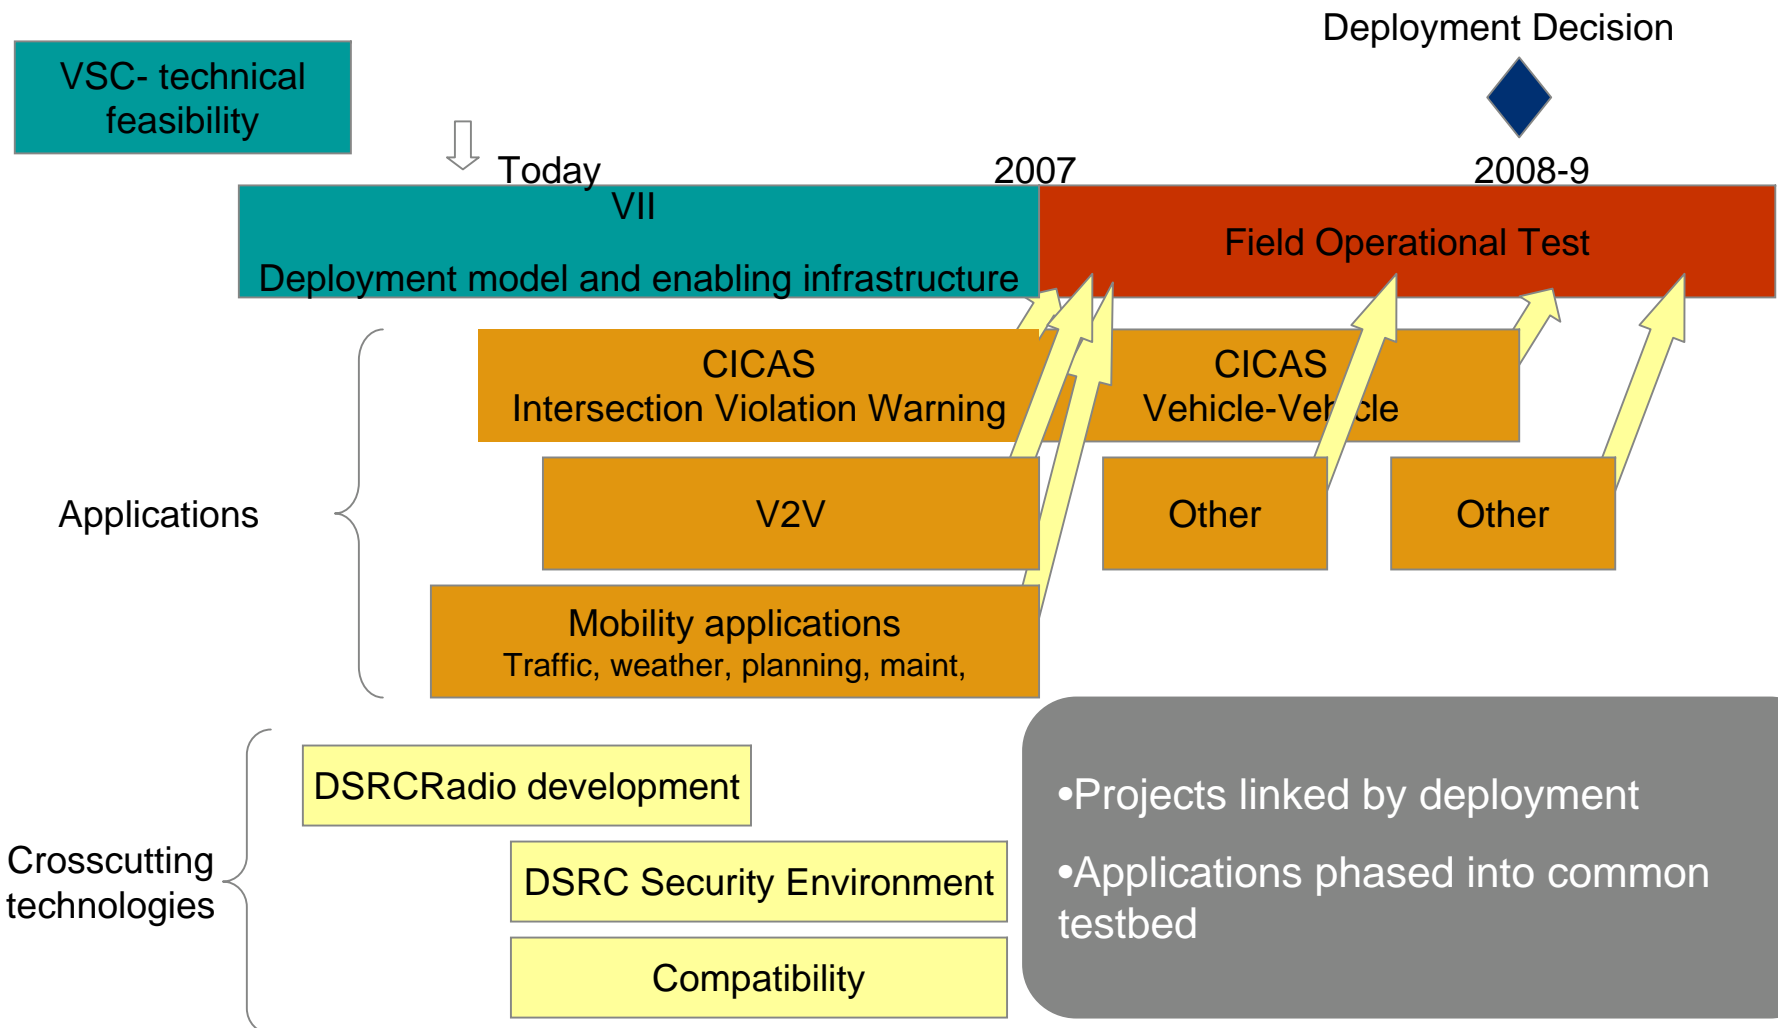 Deployment Decision
VSC- technical
feasibility
Today
2007
2008-9
VII
Deployment model and enabling infrastructure
Field Operational Test
CICAS
Intersection Violation Warning
CICAS
Vehicle-Vehicle
Applications
V2V
Other
Other
Mobility applications
Traffic, weather, planning, maint,
DSRCRadio development
Crosscutting
technologies
DSRC Security Environment
Compatibility
•Projects linked by deployment
•Applications phased into common
testbed